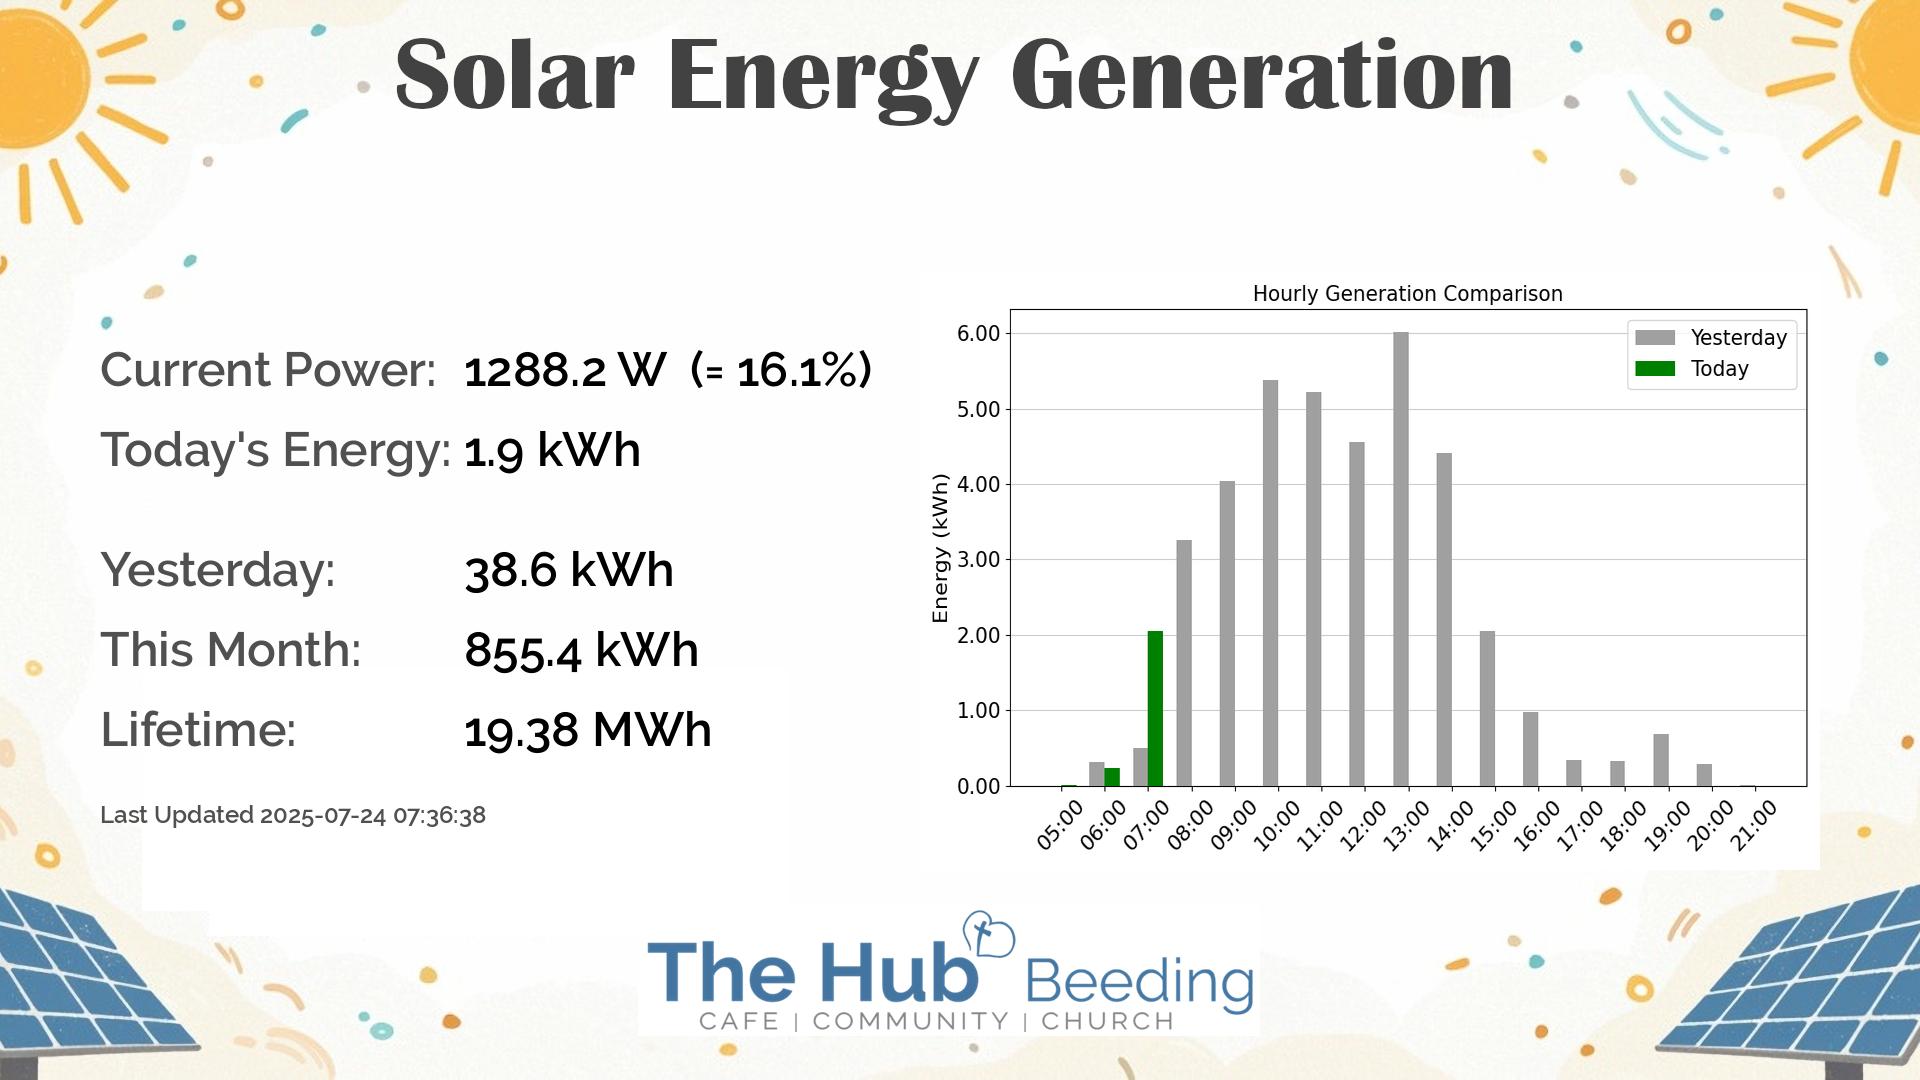 Solar Energy Generation
Current Power: 1288.2 W (= 16.1%)
Today's Energy: 1.9 kWh
Yesterday: 38.6 kWh
This Month: 855.4 kWh
Lifetime: 19.38 MWh
Last Updated 2025-07-24 07:36:38
Hourly Generation Comparison
Yesterday
Today
Energy (kWh)
6.00
5.00
4.00
3.00
2.00
1.00
0.00
05:00 06:00 07:00 08:00 09:00 10:00 11:00 12:00 13:00 14:00 15:00 16:00 17:00 18:00 19:00 20:00 21:00
The Hub Beeding
CAFE | COMMUNITY | CHURCH